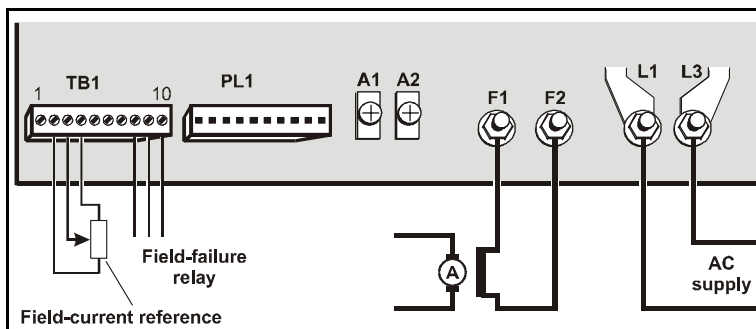 TB1
1
10
PL1
A1
A2
F1
F2
L1
L3
Field-failure
relay
Field-current reference
A
AC
supply